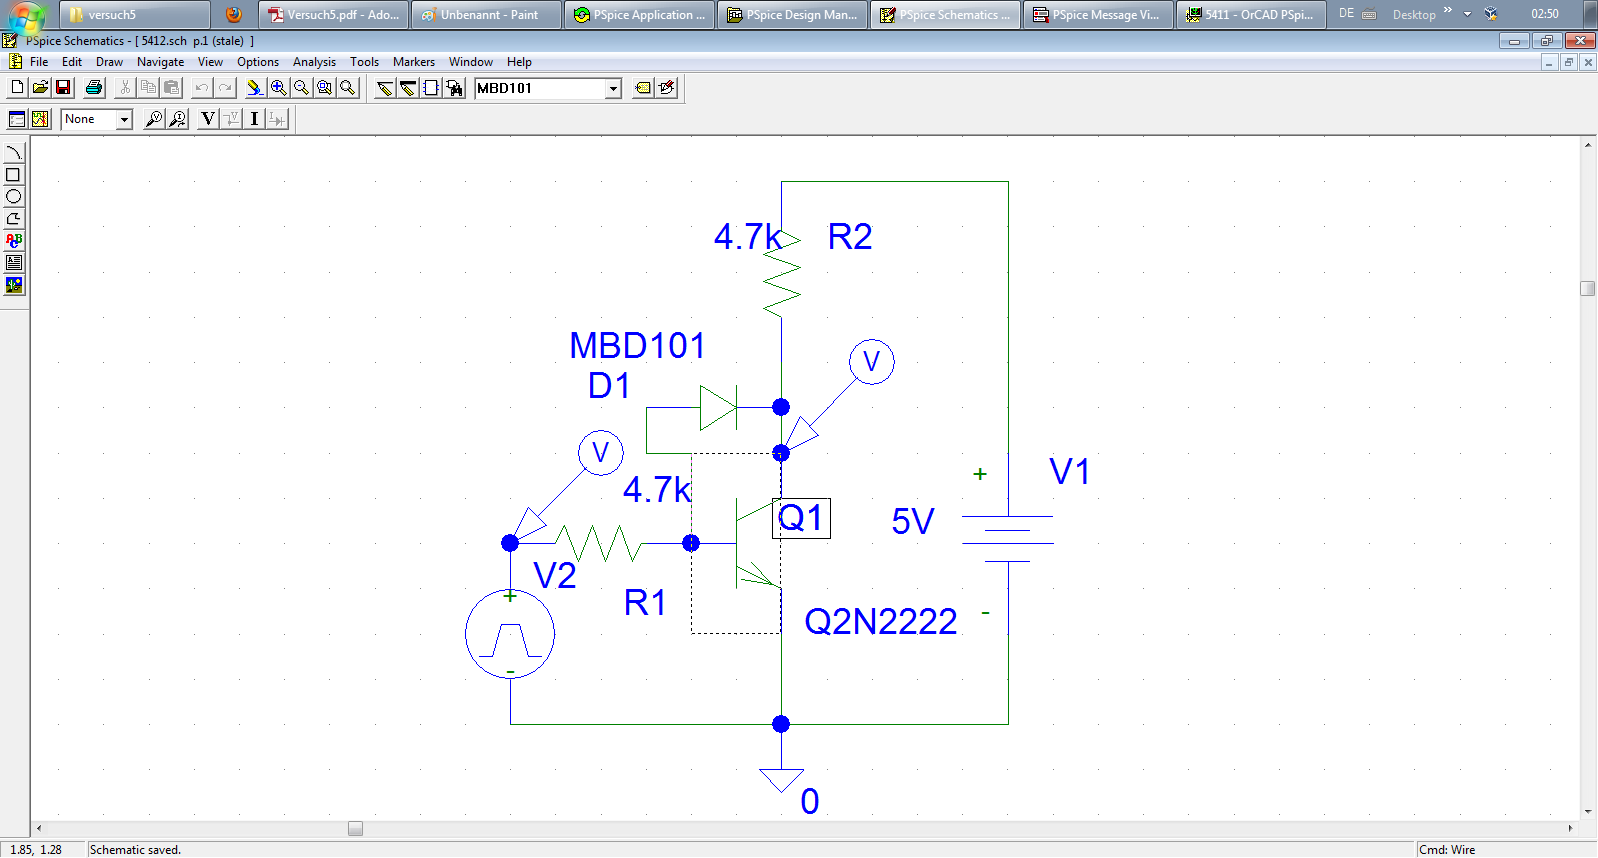 versuch5
Versuch5.pdf - Ado...
Unbenannt - Paint
PSpice Application ...
PSpice Design Man...
PSpice Schematics ...
PSpice Message Vi...
5411 - OrCAD PSpi...
DE
Desktop
»
02:50
PSpice Schematics - [ 5412.sch p.1 (stale) ]
File Edit Draw Navigate View Options Analysis Tools Markers Window Help
MBD101
None
V
I
ABC
4.7k
R2
MBD101
D1
V
V
4.7k
+
V1
Q1
5V
V2
+
R1
Q2N2222
-
-
0
1.85, 1.28
Schematic saved.
Cmd: Wire